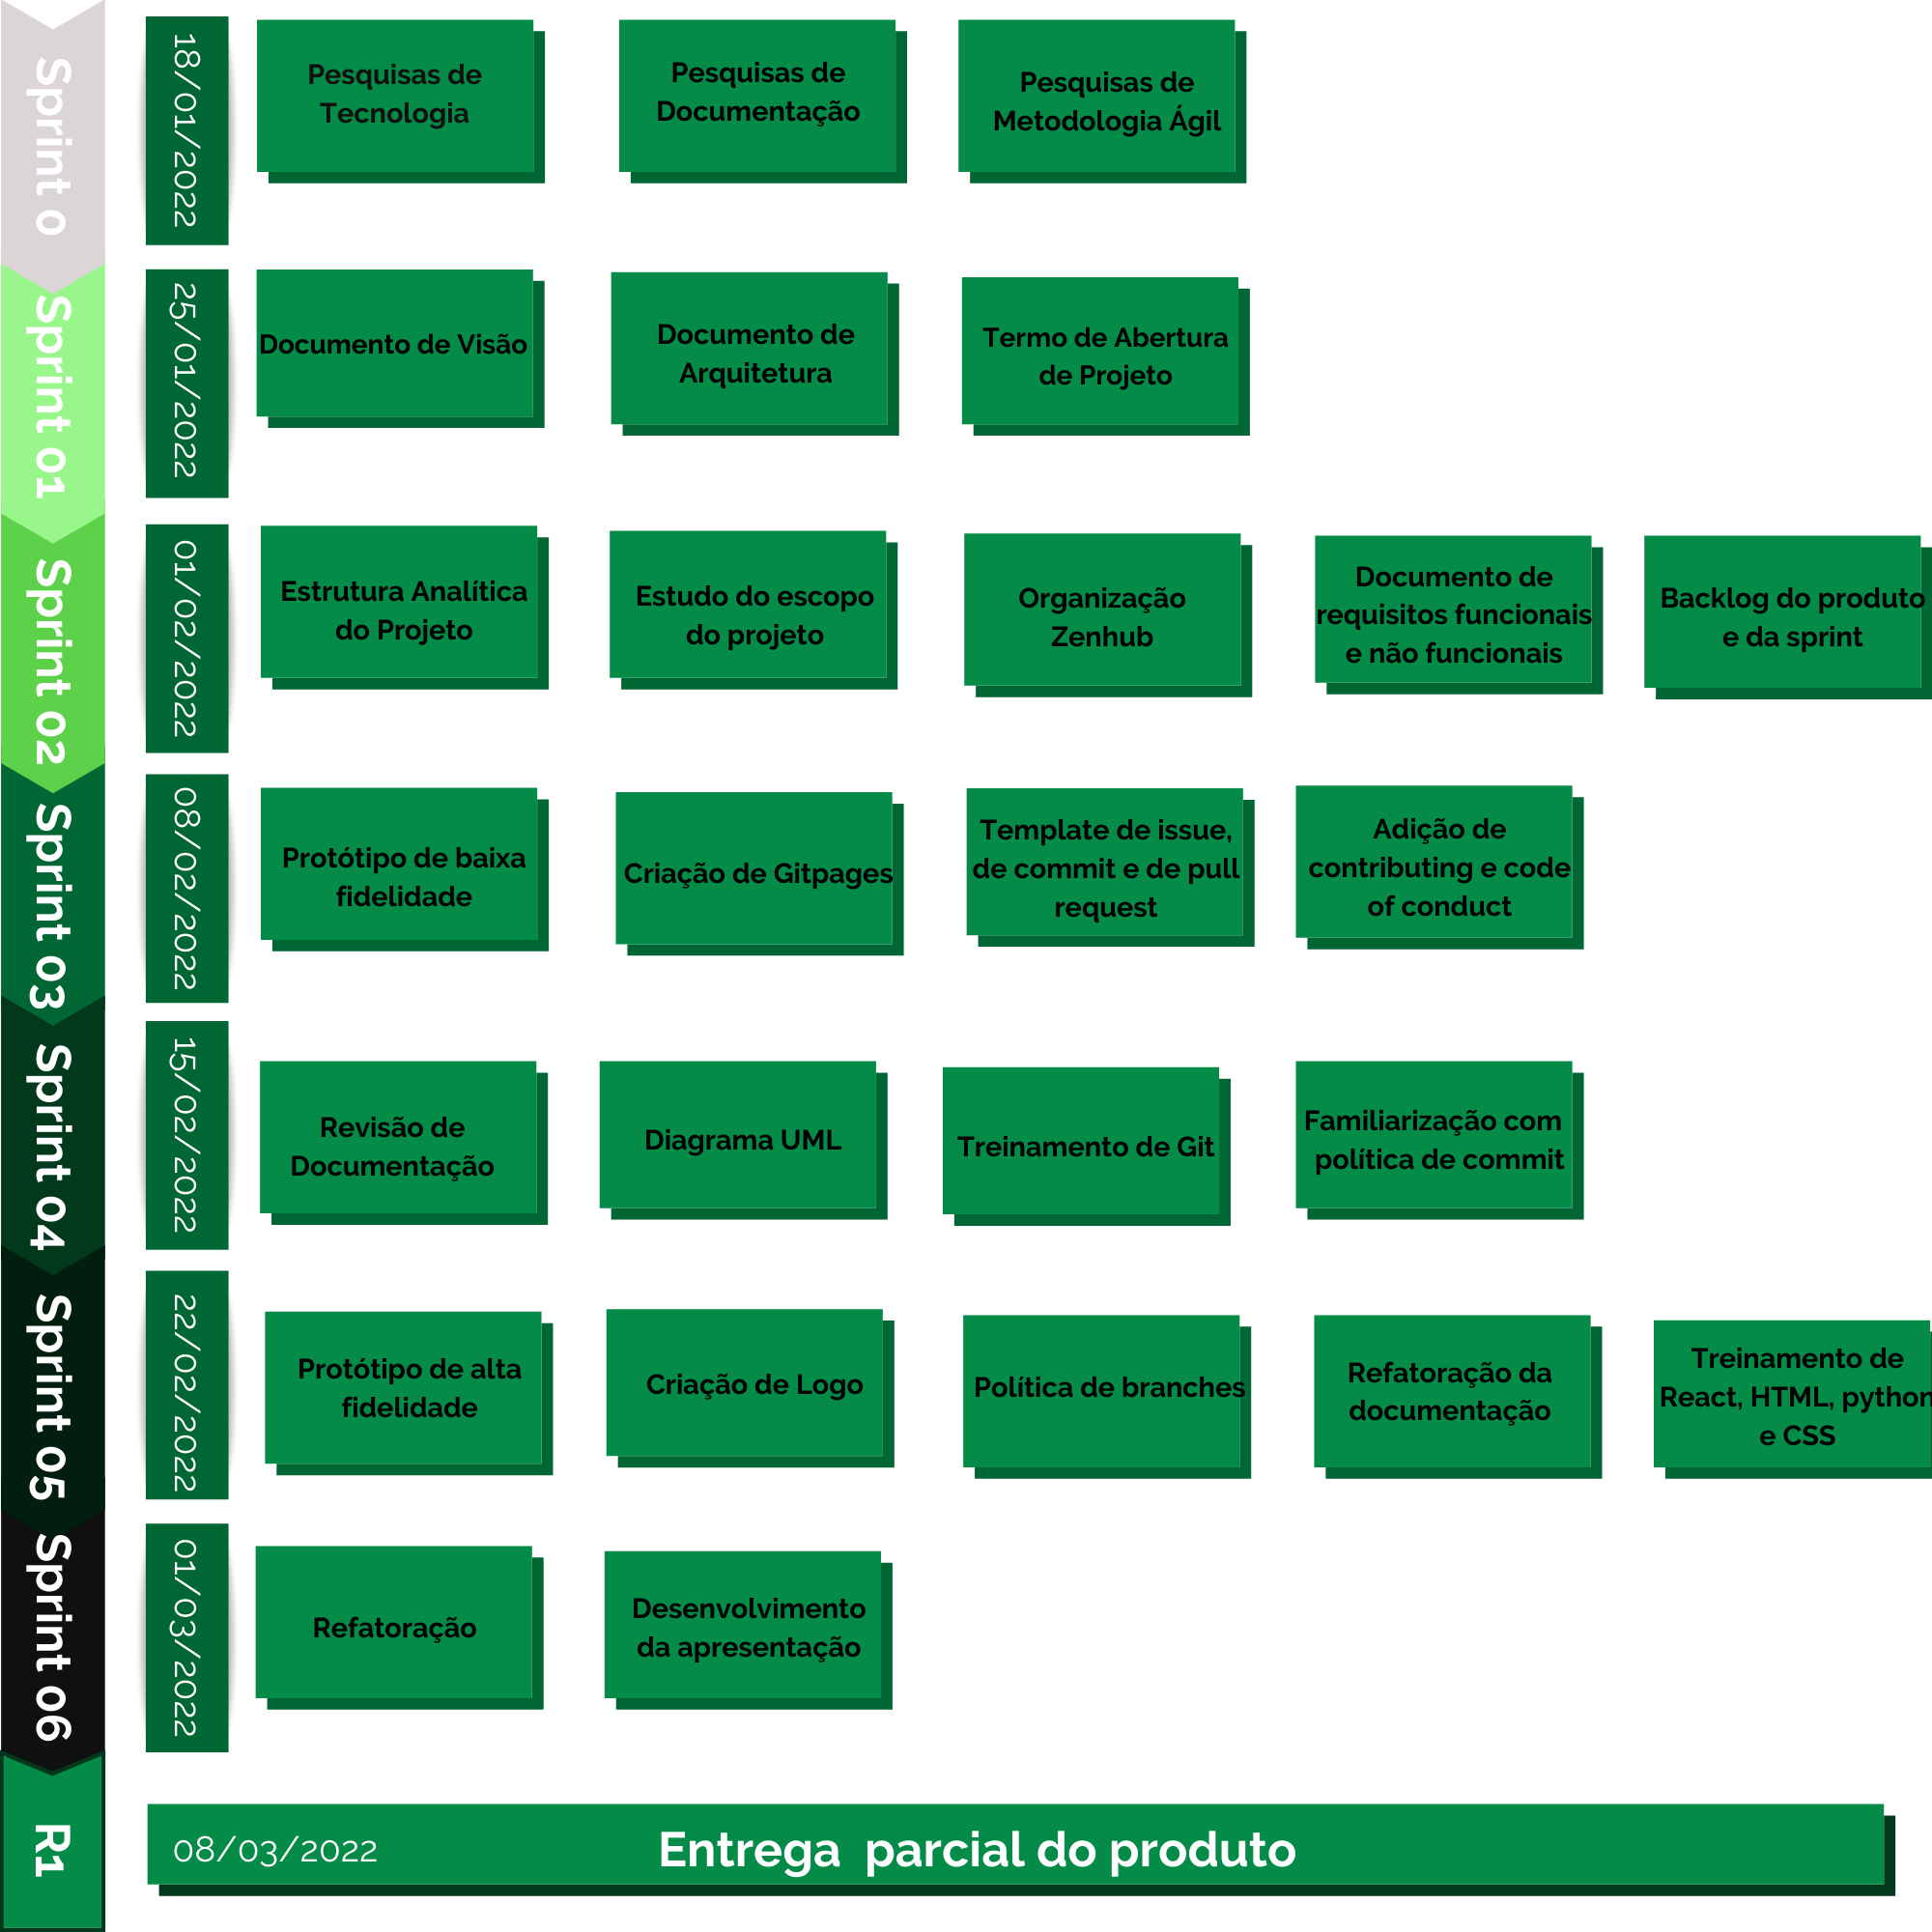 Sprint 0
18/01/2022
Pesquisas de
Tecnologia
Pesquisas de
Documentação
Pesquisas de
Metodologia Ágil
Sprint 01
25/01/2022
Documento de Visão
Documento de
Arquitetura
Termo de Abertura
de Projeto
Sprint 02
01/02/2022
Estrutura Analítica
do Projeto
Estudo do escopo
do projeto
Organização
Zenhub
Documento de
requisitos funcionais
e não funcionais
Backlog do produto
e da sprint
Sprint 03
08/02/2022
Protótipo de baixa
fidelidade
Criação de Gitpages
Template de issue,
de commit e de pull
request
Adição de
contributing e code
of conduct
Sprint 04
15/02/2022
Revisão de
Documentação
Diagrama UML
Treinamento de Git
Familiarização com
política de commit
Sprint 05
22/02/2022
Protótipo de alta
fidelidade
Criação de Logo
Política de branches
Refatoração da
documentação
Treinamento de
React, HTML, python
e CSS
Sprint 06
01/03/2022
Refatoração
Desenvolvimento
da apresentação
R1
08/03/2022
Entrega parcial do produto